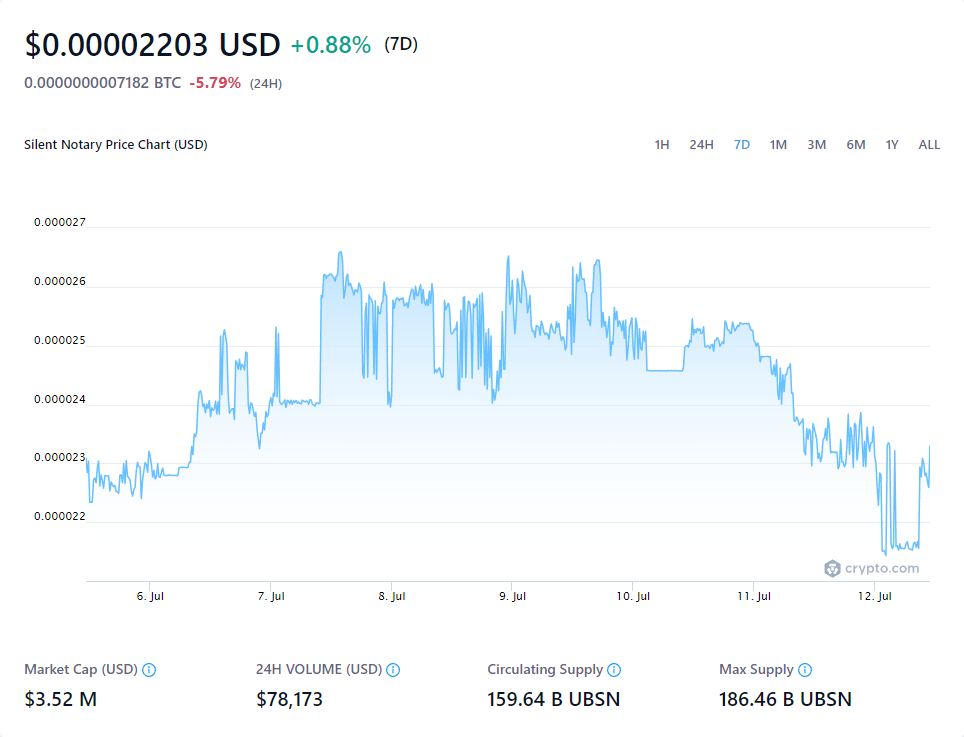 $0.00002203 USD +0.88% (7D)
0.0000000007182 BTC -5.79% (24H)
Silent Notary Price Chart (USD) 1H 24H 7D 1M 3M 6M 1Y ALL
0.000027
0.000026
0.000025
0.000024
0.000023
0.000022
crypto.com
6. Jul 7. Jul 8. Jul 9. Jul 10. Jul 11. Jul 12. Jul
Market Cap (USD) 24H VOLUME (USD) Circulating Supply Max Supply
$3.52 M $78,173 159.64 B UBSN 186.46 B UBSN